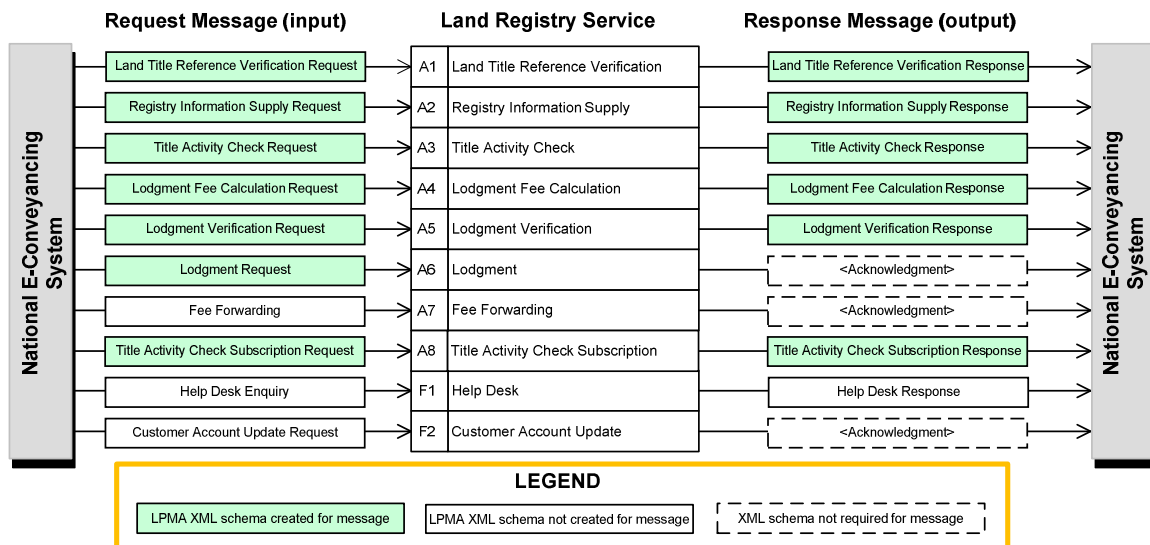 Request Message (input) Land Registry Service Response Message (output)
National E-Conveyancing
System
Land Title Reference Verification Request A1 Land Title Reference Verification Land Title Reference Verification Response
Registry Information Supply Request A2 Registry Information Supply Registry Information Supply Response
Title Activity Check Request A3 Title Activity Check Title Activity Check Response
Lodgment Fee Calculation Request A4 Lodgment Fee Calculation Lodgment Fee Calculation Response
Lodgment Verification Request A5 Lodgment Verification Lodgment Verification Response
Lodgment Request A6 Lodgment <Acknowledgment>
Fee Forwarding A7 Fee Forwarding <Acknowledgment>
Title Activity Check Subscription Request A8 Title Activity Check Subscription Title Activity Check Subscription Response
Help Desk Enquiry F1 Help Desk Help Desk Response
Customer Account Update Request F2 Customer Account Update <Acknowledgment>
National E-Conveyancing
System
LEGEND
LPMA XML schema created for message LPMA XML schema not created for message XML schema not required for message